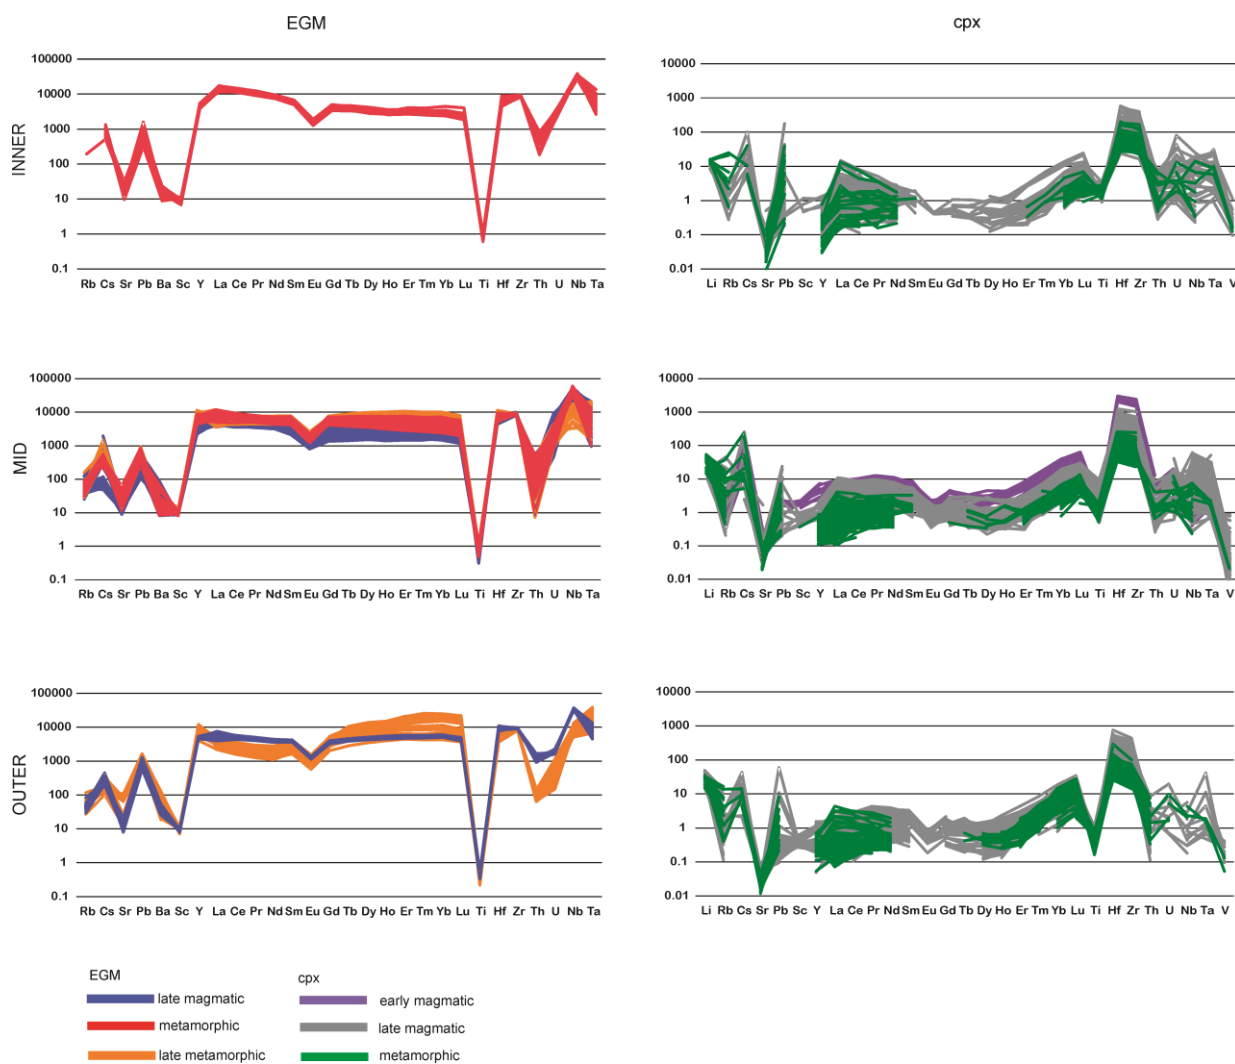 EGM
cpx
INNER
100000
10000
1000
100
10
1
0.1
Rb Cs Sr Pb Ba Sc Y La Ce Pr Nd Sm Eu Gd Tb Dy Ho Er Tm Yb Lu Ti Hf Zr Th U Nb Ta
10000
1000
100
10
1
0.1
0.01
Li Rb Cs Sr Pb Sc Y La Ce Pr Nd Sm Eu Gd Tb Dy Ho Er Tm Yb Lu Ti Hf Zr Th U Nb Ta V
MID
100000
10000
1000
100
10
1
0.1
Rb Cs Sr Pb Ba Sc Y La Ce Pr Nd Sm Eu Gd Tb Dy Ho Er Tm Yb Lu Ti Hf Zr Th U Nb Ta
10000
1000
100
10
1
0.1
0.01
Li Rb Cs Sr Pb Sc Y La Ce Pr Nd Sm Eu Gd Tb Dy Ho Er Tm Yb Lu Ti Hf Zr Th U Nb Ta V
OUTER
100000
10000
1000
100
10
1
0.1
Rb Cs Sr Pb Ba Sc Y La Ce Pr Nd Sm Eu Gd Tb Dy Ho Er Tm Yb Lu Ti Hf Zr Th U Nb Ta
10000
1000
100
10
1
0.1
0.01
Li Rb Cs Sr Pb Sc Y La Ce Pr Nd Sm Eu Gd Tb Dy Ho Er Tm Yb Lu Ti Hf Zr Th U Nb Ta V
EGM
late magmatic
metamorphic
late metamorphic
cpx
early magmatic
late magmatic
metamorphic